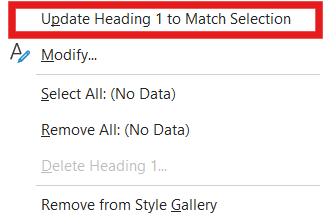 Update Heading 1 to Match Selection
Modify...
Select All: (No Data)
Remove All: (No Data)
Delete Heading 1...
Remove from Style Gallery